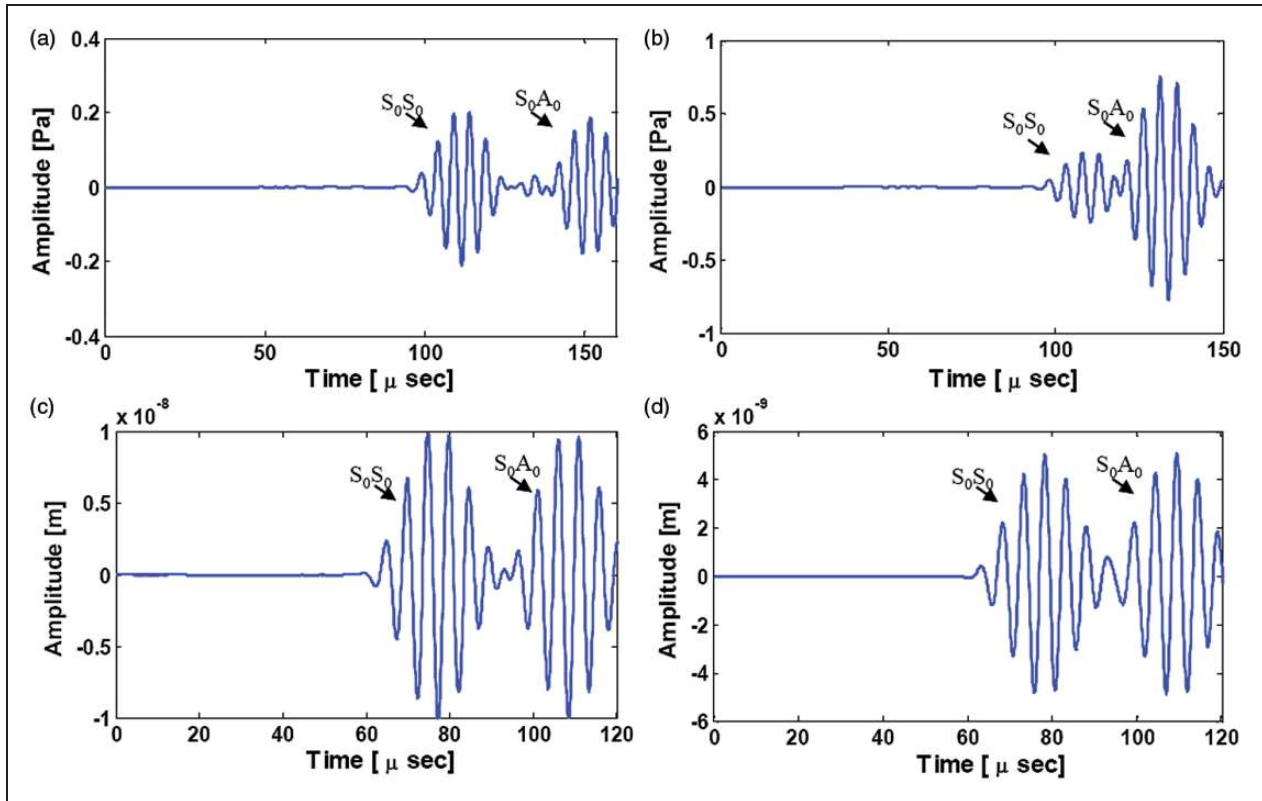 (a)
0.4
0.2
0
-0.2
-0.4
Amplitude [Pa]
S₀S₀
S₀A₀
0
50
100
150
Time [ μ sec]
(b)
1
0.5
0
-0.5
-1
Amplitude [Pa]
S₀S₀
S₀A₀
0
50
100
150
Time [ μ sec]
(c)
x 10⁻⁸
1
0.5
0
-0.5
-1
Amplitude [m]
S₀S₀
S₀A₀
0
20
40
60
80
100
120
Time [ μ sec]
(d)
x 10⁻⁹
6
4
2
0
-2
-4
-6
Amplitude [m]
S₀S₀
S₀A₀
0
20
40
60
80
100
120
Time [ μ sec]